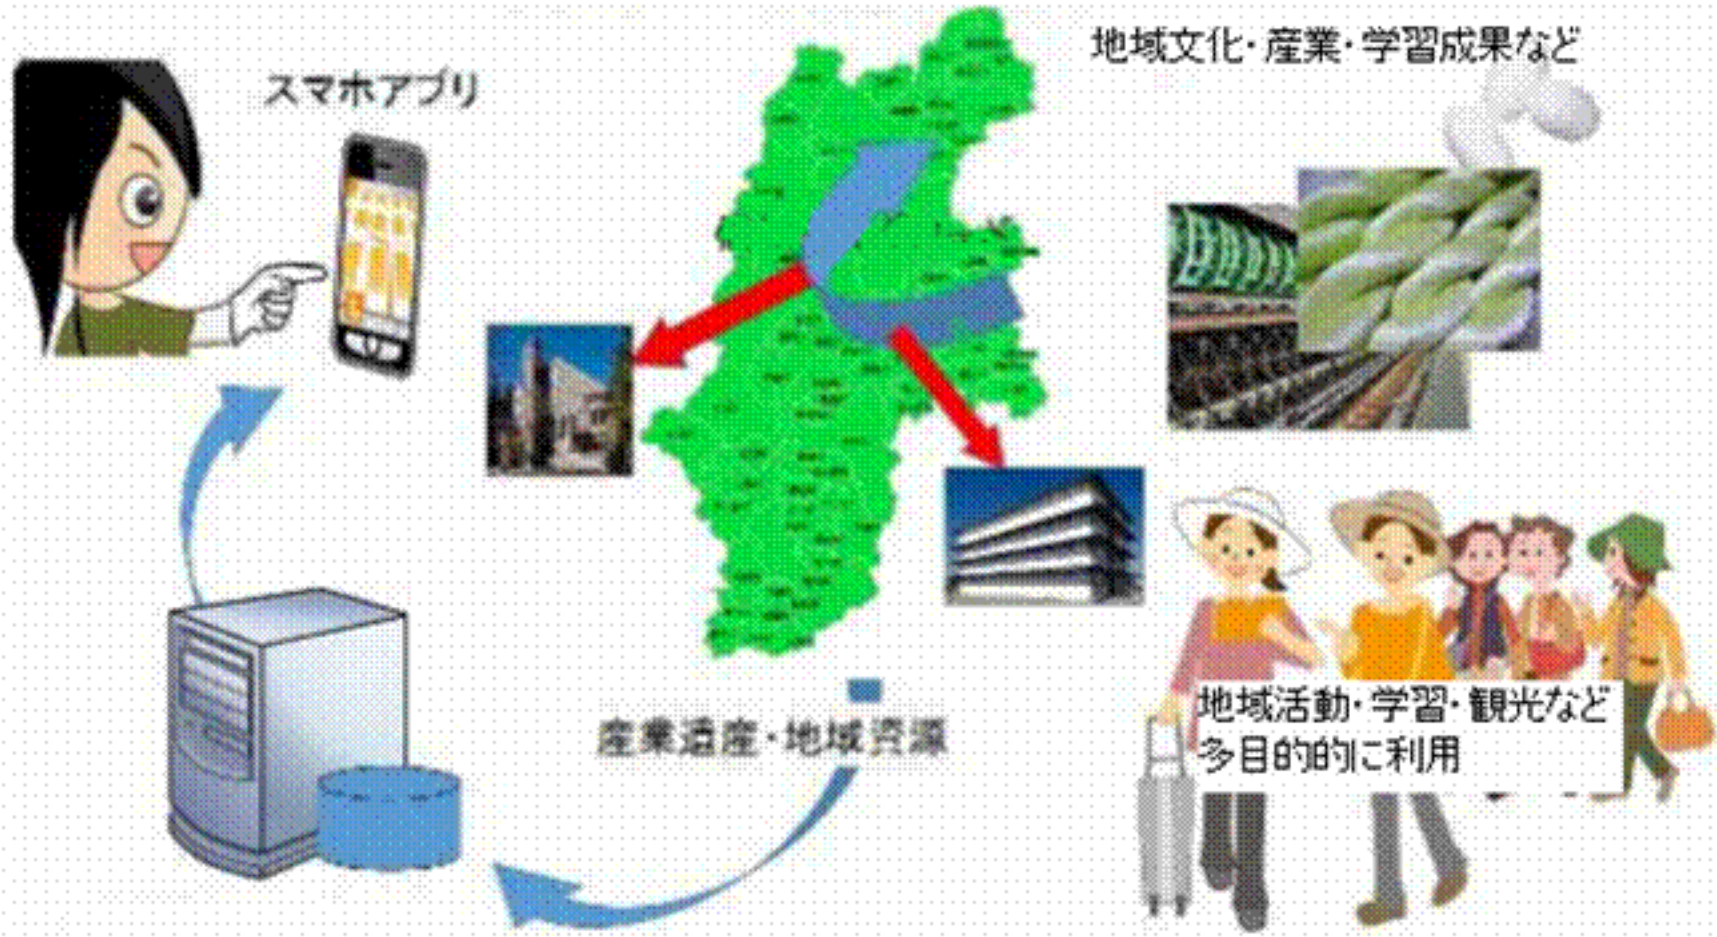 地域文化・産業・学習成果など
スマホアプリ
産業遺産・地域資源
地域活動・学習・観光など
多目的的に利用